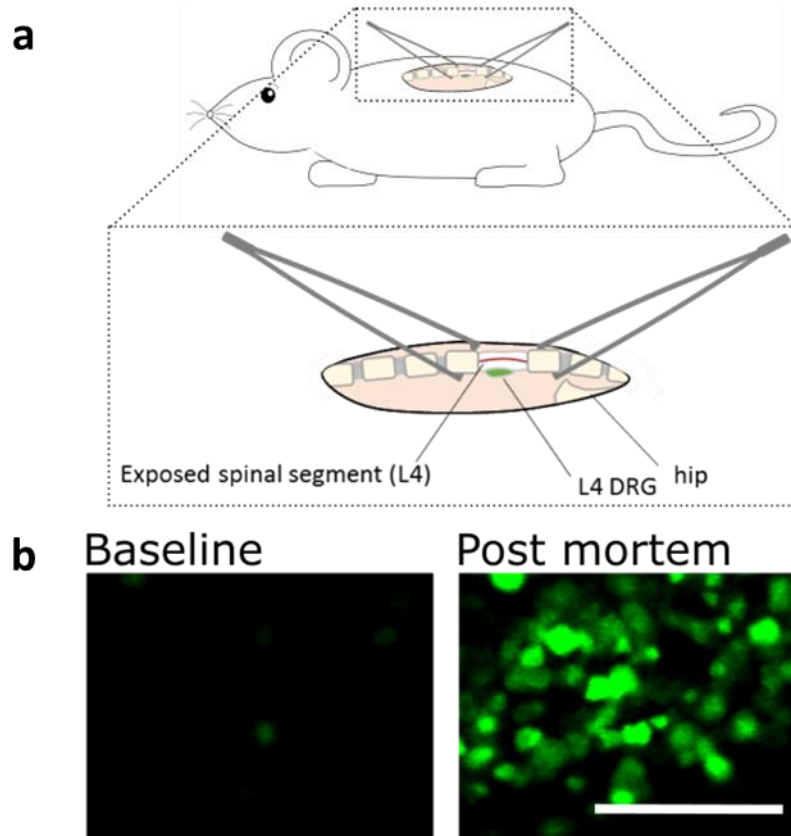 a
Exposed spinal segment (L4)
L4 DRG
hip
b
Baseline
Post mortem